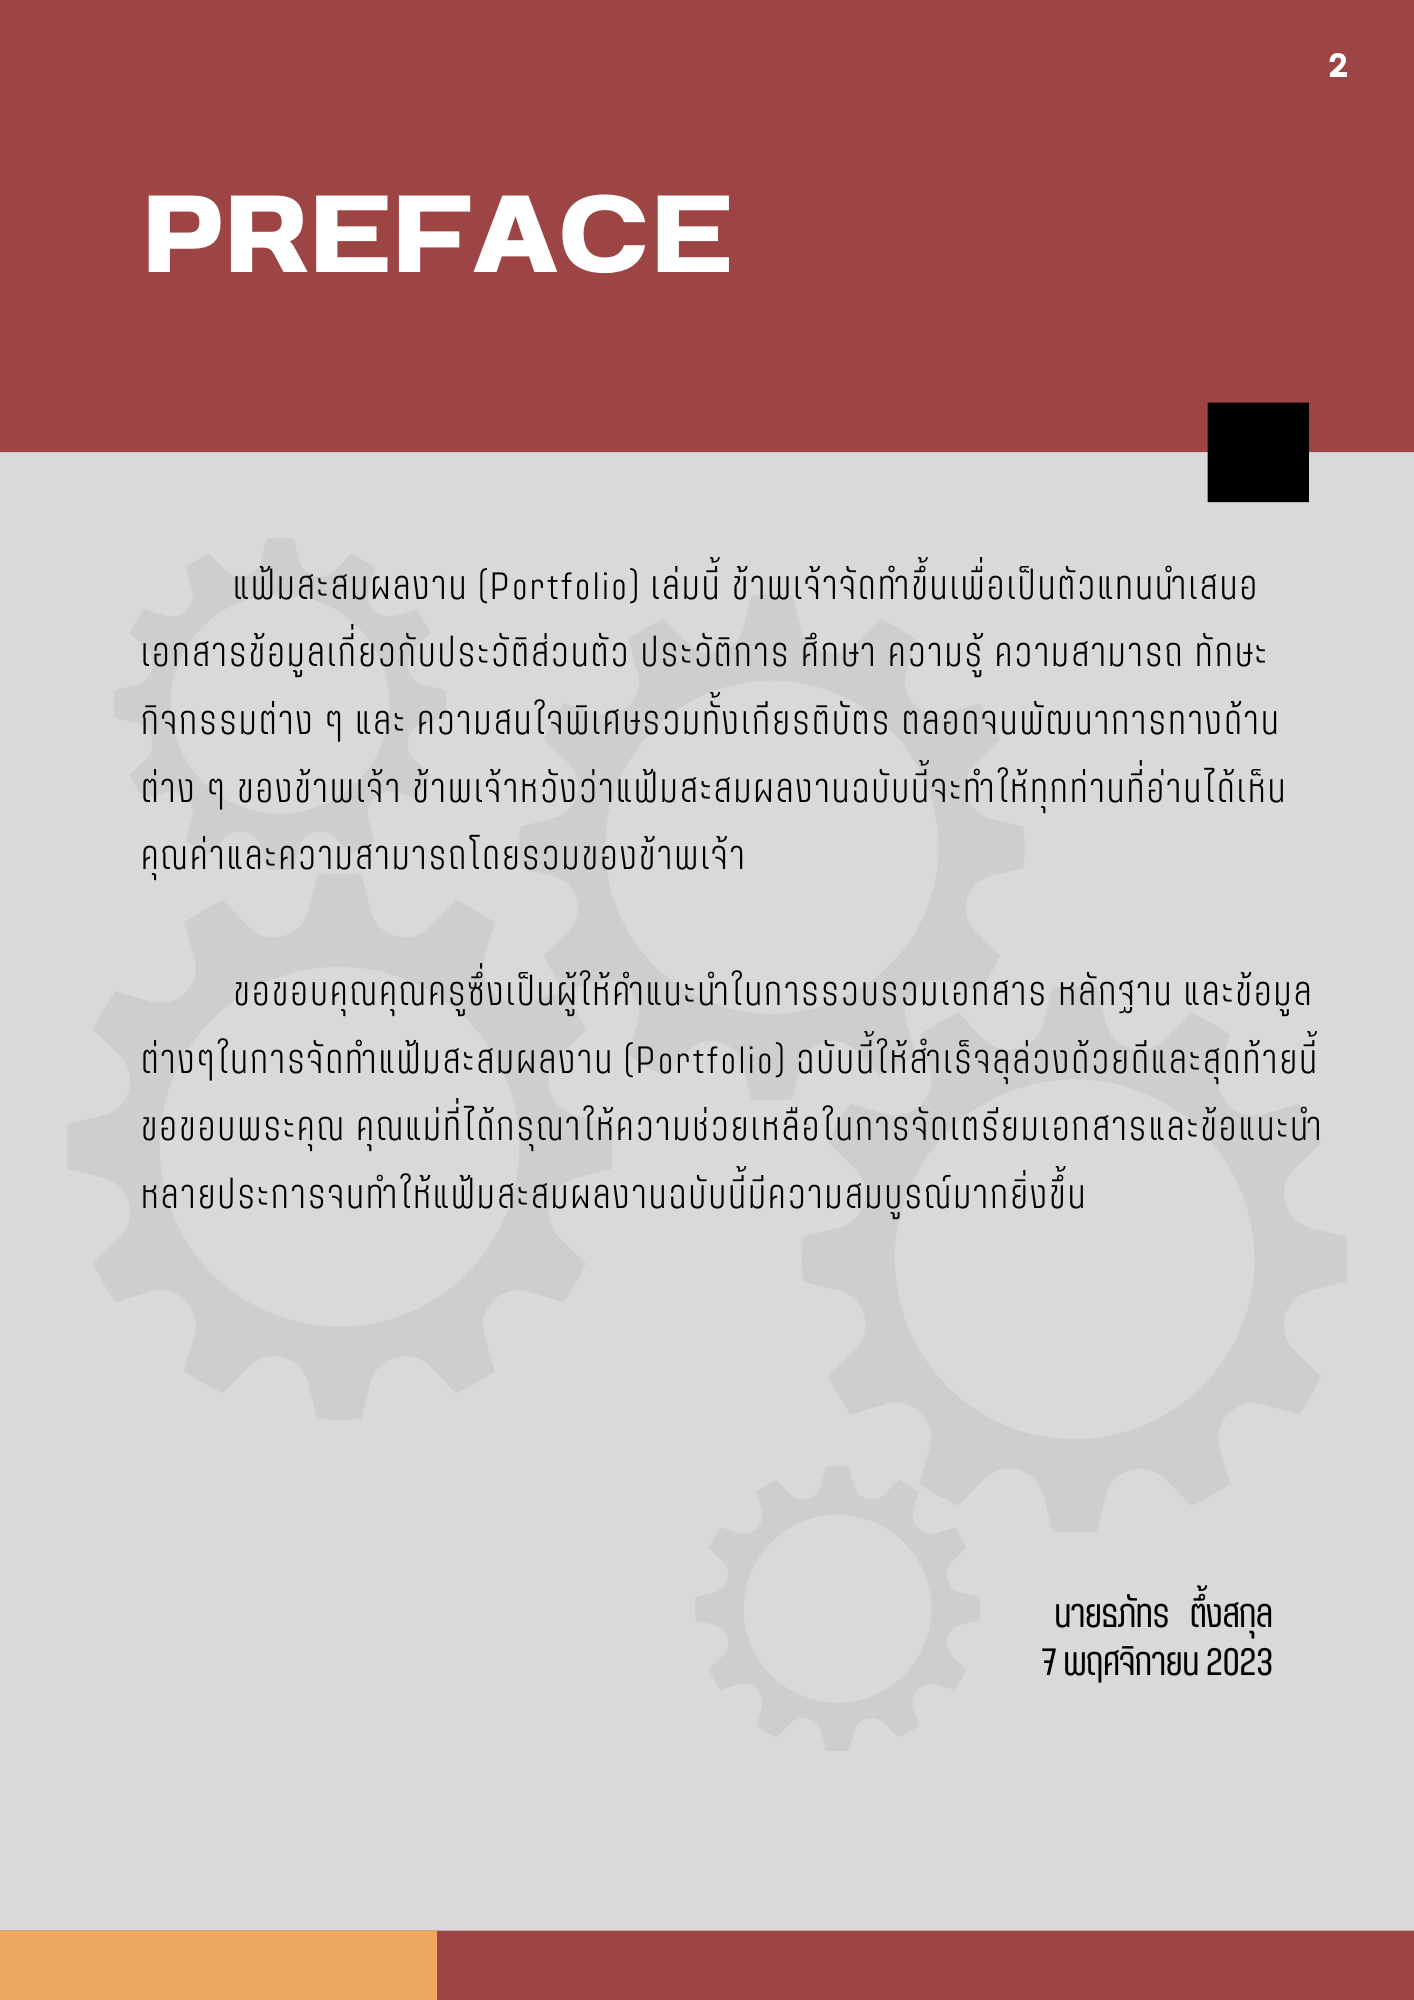 2
PREFACE
แฟ้มสะสมผลงาน (Portfolio) เล่มนี้ ข้าพเจ้าจัดทำขึ้นเพื่อเป็นตัวแทนนำเสนอ
เอกสารข้อมูลเกี่ยวกับประวัติส่วนตัว ประวัติการ ศึกษา ความรู้ ความสามารถ ทักษะ
กิจกรรมต่าง ๆ และ ความสนใจพิเศษรวมทั้งเกียรติบัตร ตลอดจนพัฒนาการทางด้าน
ต่าง ๆ ของข้าพเจ้า ข้าพเจ้าหวังว่าแฟ้มสะสมผลงานฉบับนี้จะทำให้ทุกท่านที่อ่านได้เห็น
คุณค่าและความสามารถโดยรวมของข้าพเจ้า
ขอขอบคุณคุณครูซึ่งเป็นผู้ให้คำแนะนำในการรวบรวมเอกสาร หลักฐาน และข้อมูล
ต่างๆในการจัดทำแฟ้มสะสมผลงาน (Portfolio) ฉบับนี้ให้สำเร็จลุล่วงด้วยดีและสุดท้ายนี้
ขอขอบพระคุณ คุณแม่ที่ได้กรุณาให้ความช่วยเหลือในการจัดเตรียมเอกสารและข้อแนะนำ
หลายประการจนทำให้แฟ้มสะสมผลงานฉบับนี้มีความสมบูรณ์มากยิ่งขึ้น
นายธภัทร ตึ้งสกุล
7 พฤศจิกายน 2023